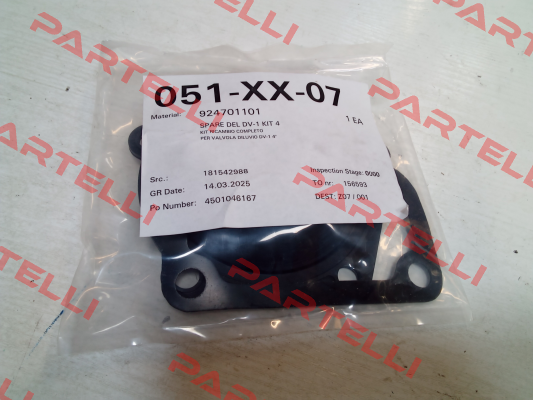 051-XX-07
Material: 924701101
SPARE DEL DV-1 KIT 4 1 EA
KIT RICAMBIO COMPLETO
PER VALVOLA DILUVIO DV-1 4"
Src.: 181542988 Inspection Stage: 0000
GR Date: 14.03.2025 TO nr: 156593
Po Number: 4501046167 DEST: Z07 / 001
PARTELLI
PARTELLI
PARTELLI
PARTELLI
PARTELLI
PARTELLI